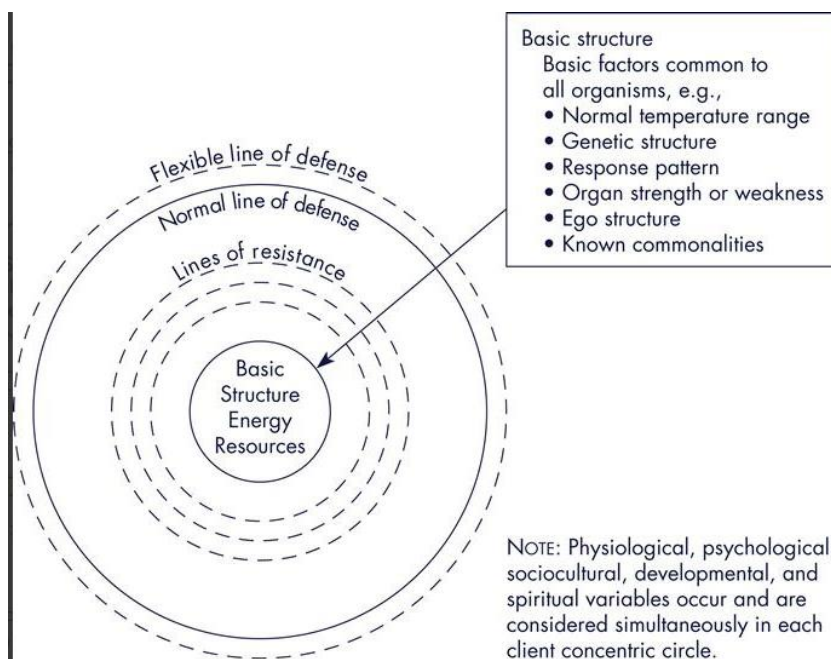 Flexible line of defense
Normal line of defense
Lines of resistance
Basic
Structure
Energy
Resources
Basic structure
Basic factors common to
all organisms, e.g.,
• Normal temperature range
• Genetic structure
• Response pattern
• Organ strength or weakness
• Ego structure
• Known commonalities
NOTE: Physiological, psychological
sociocultural, developmental, and
spiritual variables occur and are
considered simultaneously in each
client concentric circle.